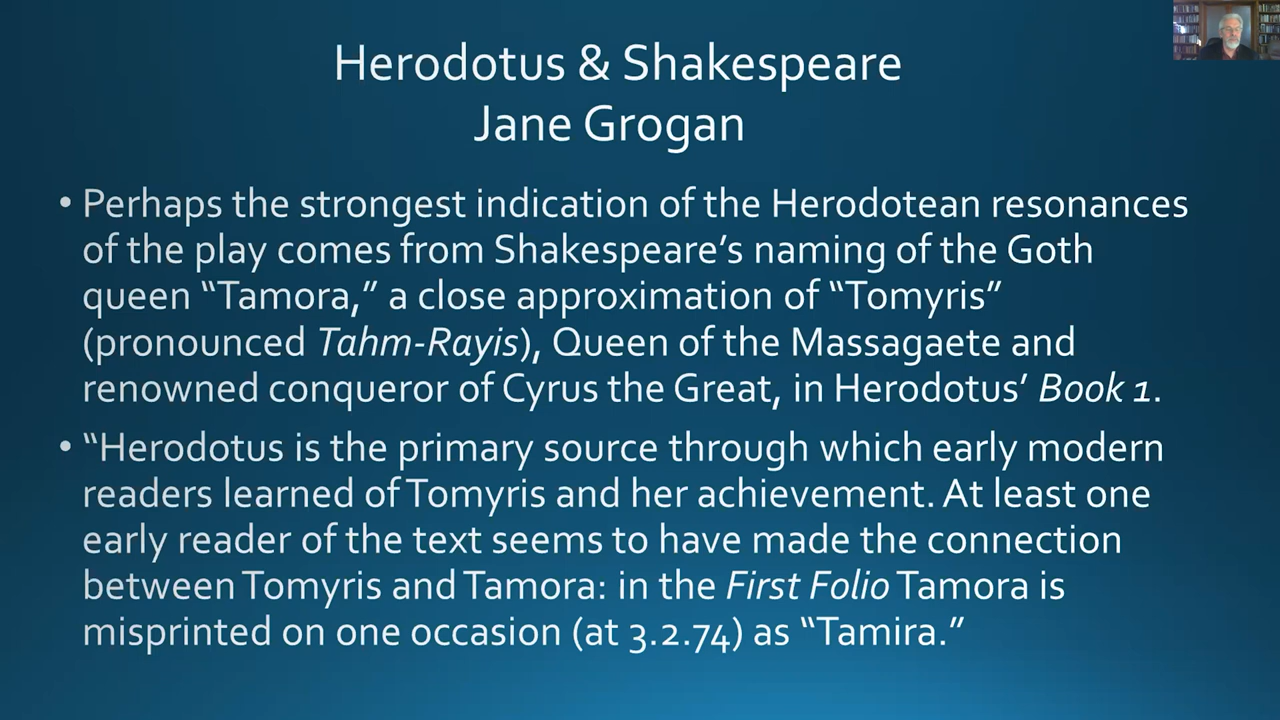 Herodotus & Shakespeare
Jane Grogan
• Perhaps the strongest indication of the Herodotean resonances
of the play comes from Shakespeare’s naming of the Goth
queen “Tamora,” a close approximation of “Tomyris”
(pronounced Tahm-Rayis), Queen of the Massagaete and
renowned conqueror of Cyrus the Great, in Herodotus’ Book 1.
• “Herodotus is the primary source through which early modern
readers learned of Tomyris and her achievement. At least one
early reader of the text seems to have made the connection
between Tomyris and Tamora: in the First Folio Tamora is
misprinted on one occasion (at 3.2.74) as “Tamira.”